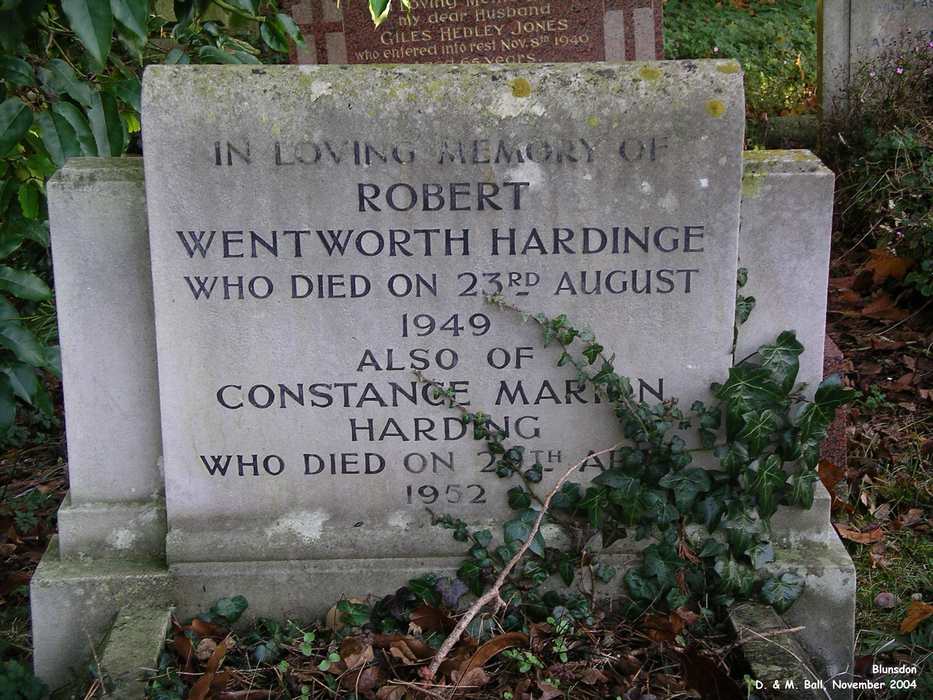 my dear Husband
GILES HEDLEY JONES
who entered into rest Nov. 8th 1940
66 years.
IN LOVING MEMORY OF
ROBERT
WENTWORTH HARDINGE
WHO DIED ON 23RD AUGUST
1949
ALSO OF
CONSTANCE MARION
HARDING
WHO DIED ON
1952
Blunsdon
D. & M. Ball, November 2004